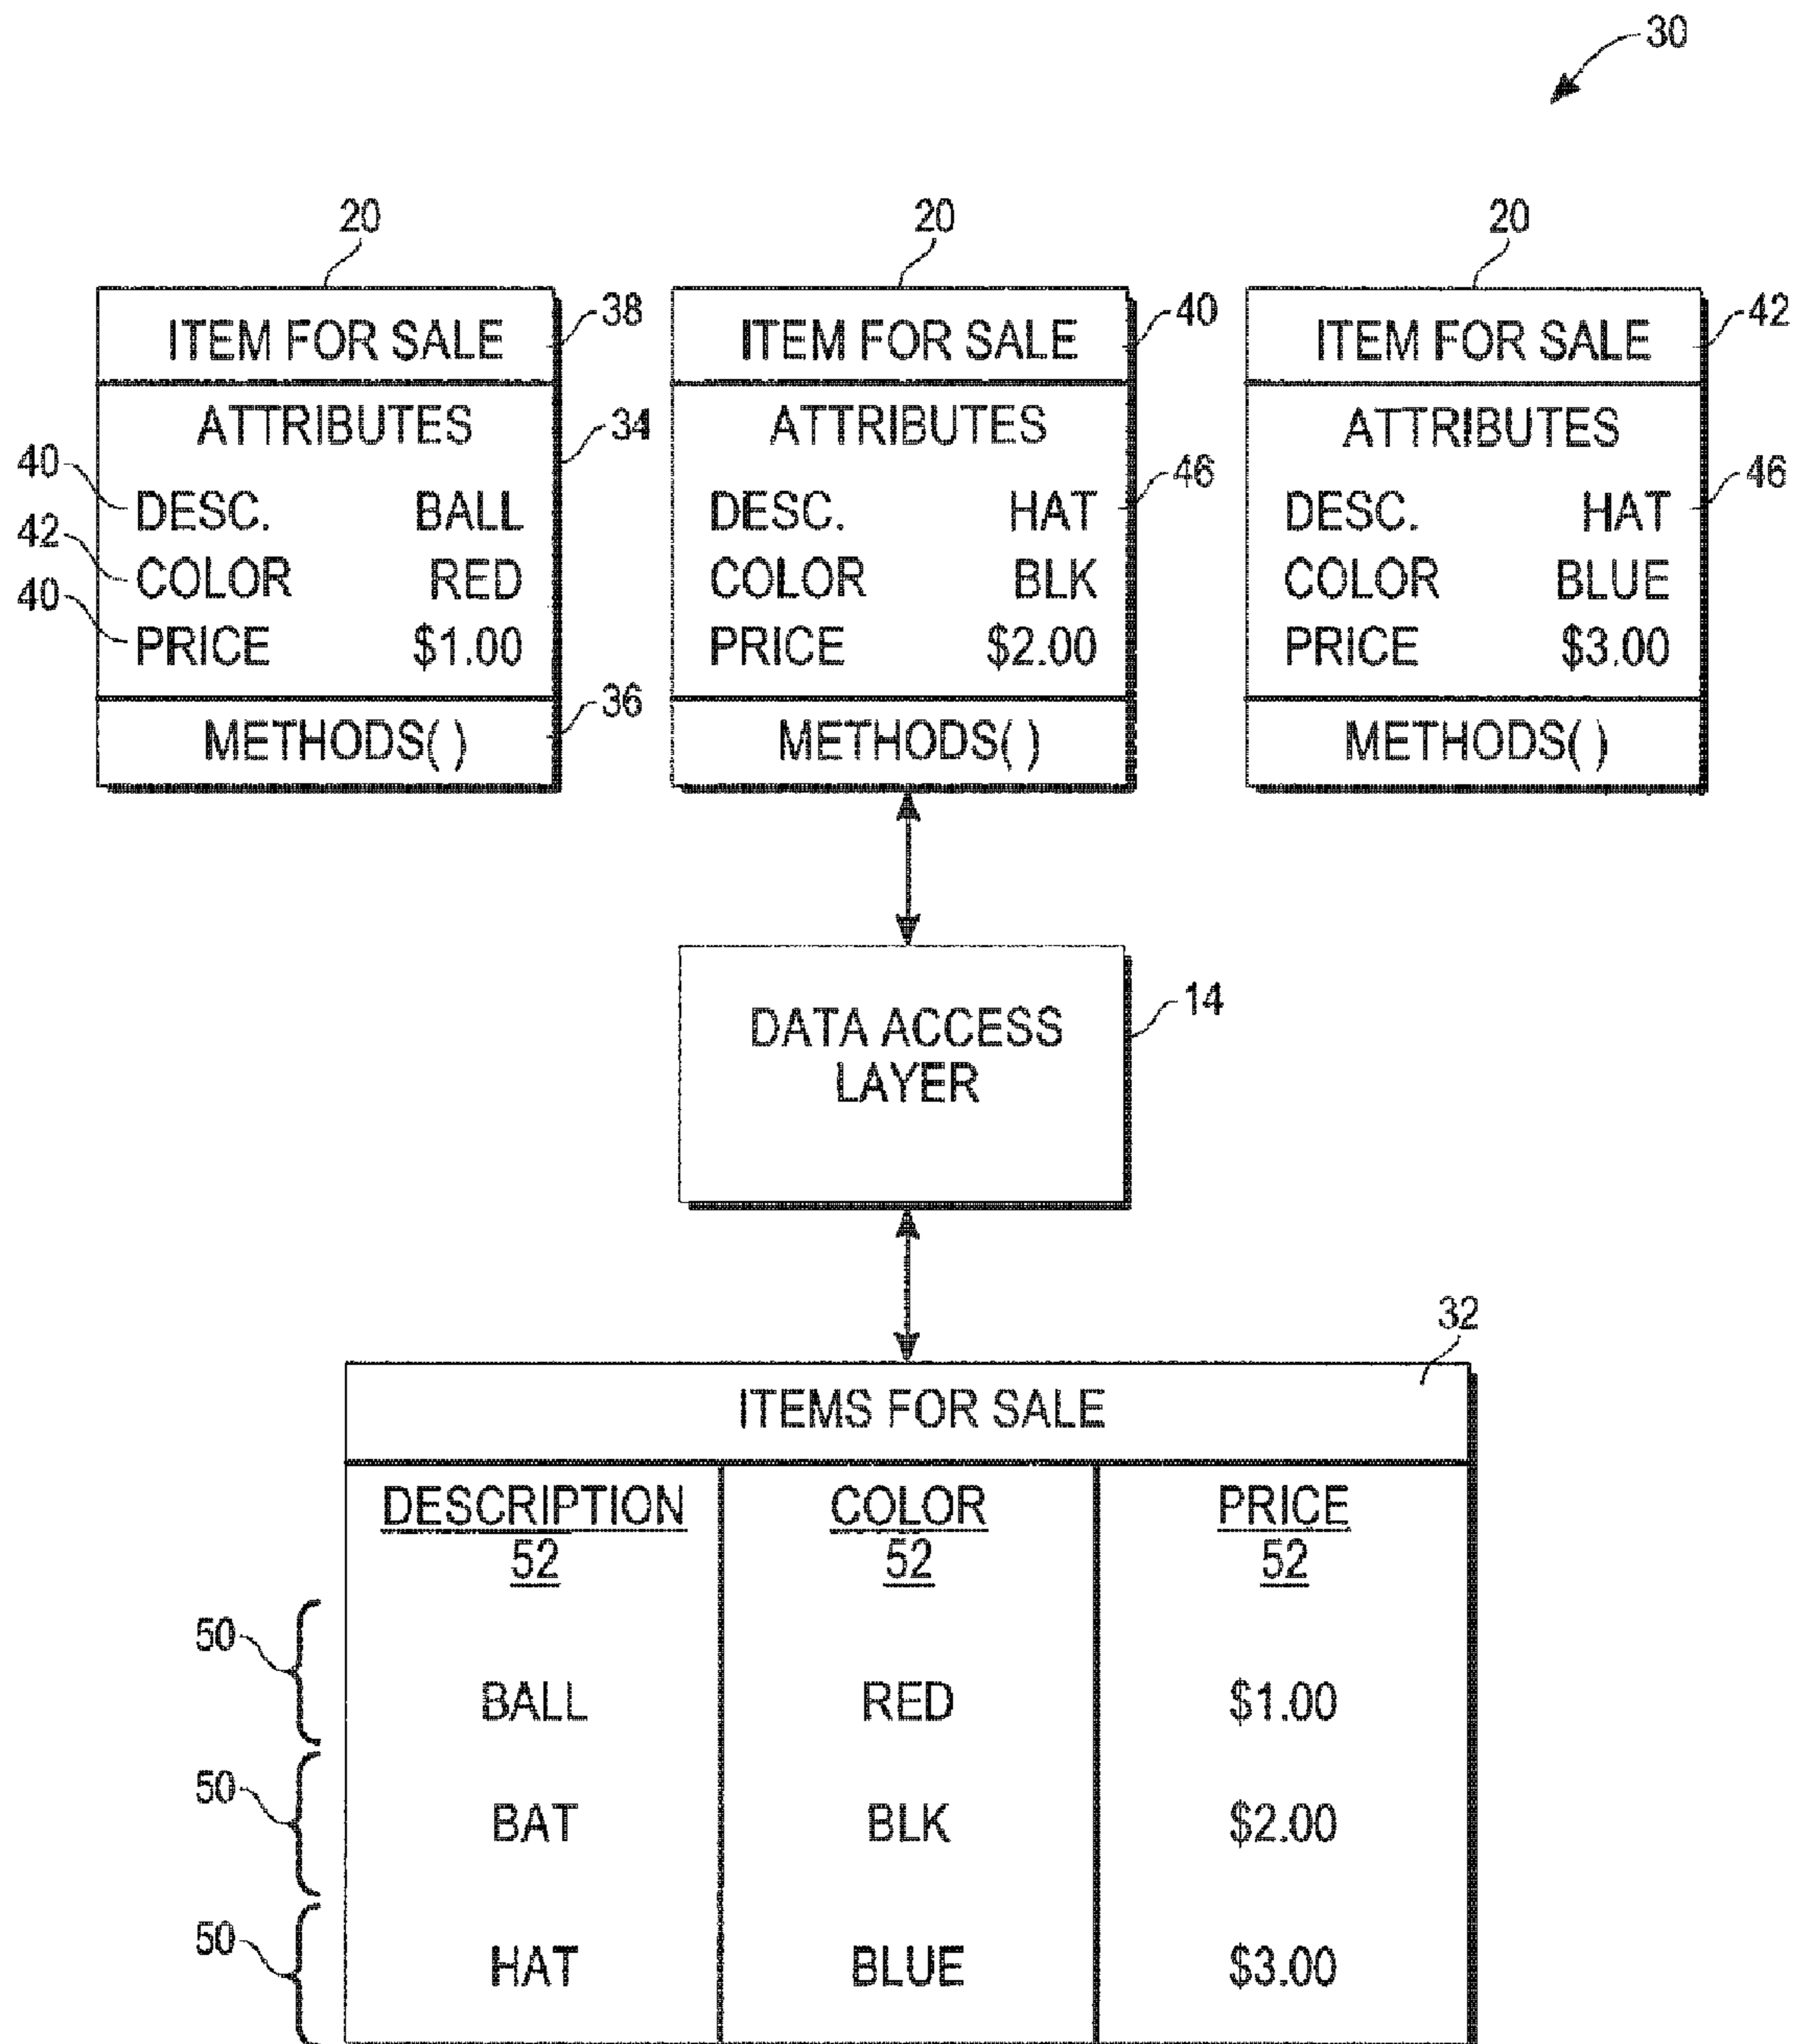 30
20 20 20
ITEM FOR SALE 38 ITEM FOR SALE 40 ITEM FOR SALE 42
ATTRIBUTES 34 ATTRIBUTES ATTRIBUTES
40 DESC. BALL DESC. HAT 46 DESC. HAT 46
42 COLOR RED COLOR BLK COLOR BLUE
40 PRICE $1.00 PRICE $2.00 PRICE $3.00
METHODS( ) 36 METHODS( ) METHODS( )
DATA ACCESS 14
LAYER
32
ITEMS FOR SALE
DESCRIPTION COLOR PRICE
52 52 52
50 BALL RED $1.00
50 BAT BLK $2.00
50 HAT BLUE $3.00